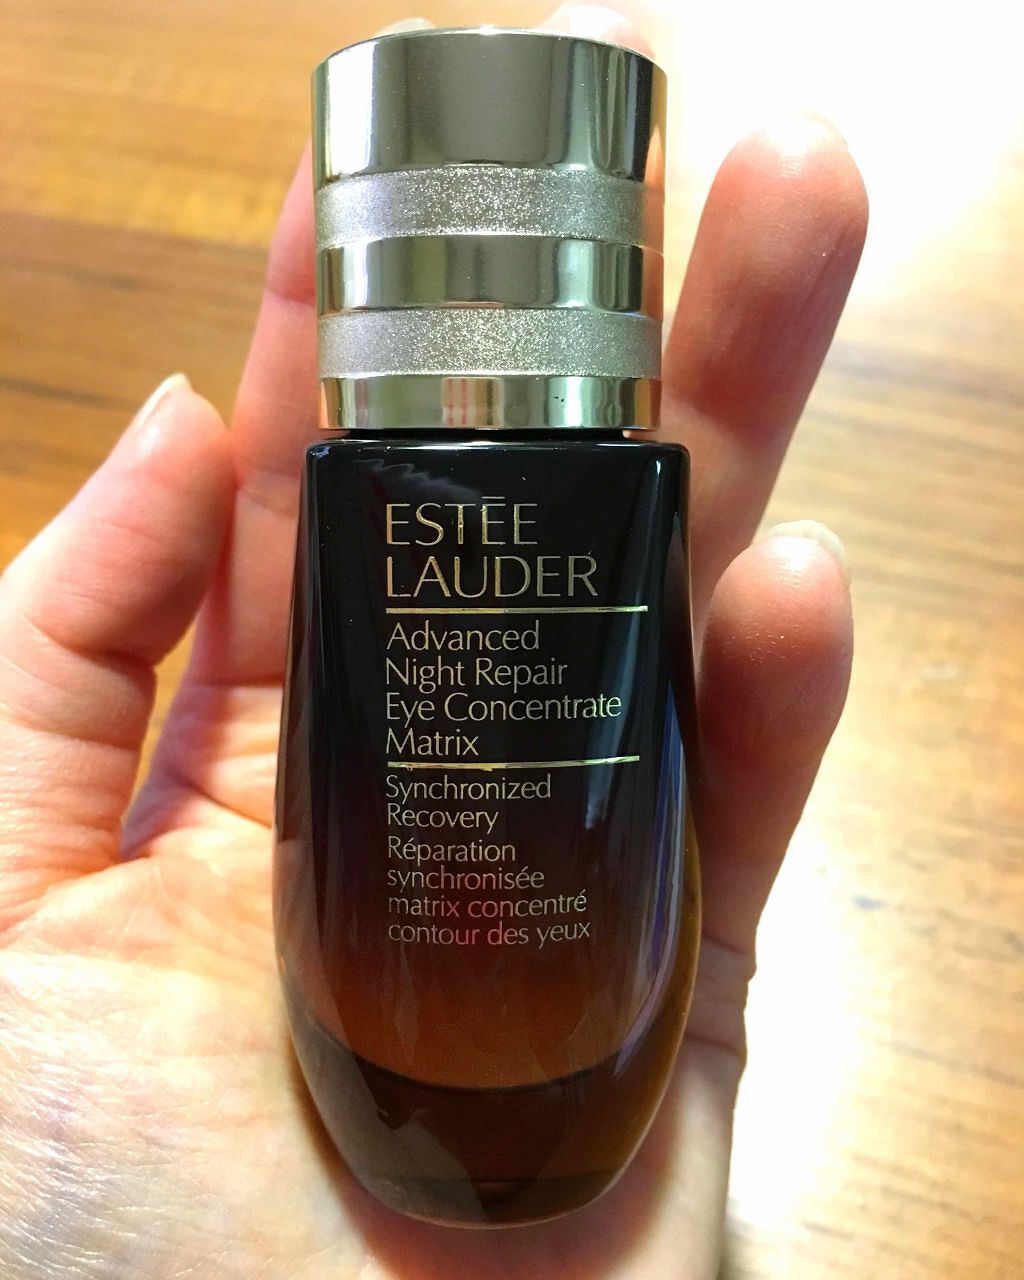 ESTĒE
LAUDER
Advanced
Night Repair
Eye Concentrate
Matrix
Synchronized
Recovery
Réparation
synchronisée
matrix concentré
contour des yeux